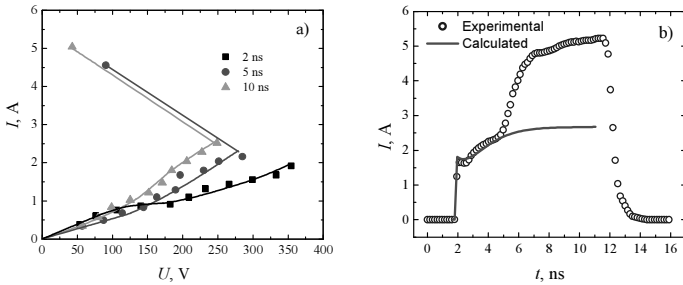 a)
2 ns
5 ns
10 ns
I, A
6
5
4
3
2
1
0
0 50 100 150 200 250 300 350 400
U, V
b)
Experimental
Calculated
I, A
5
4
3
2
1
0
0 2 4 6 8 10 12 14 16
t, ns